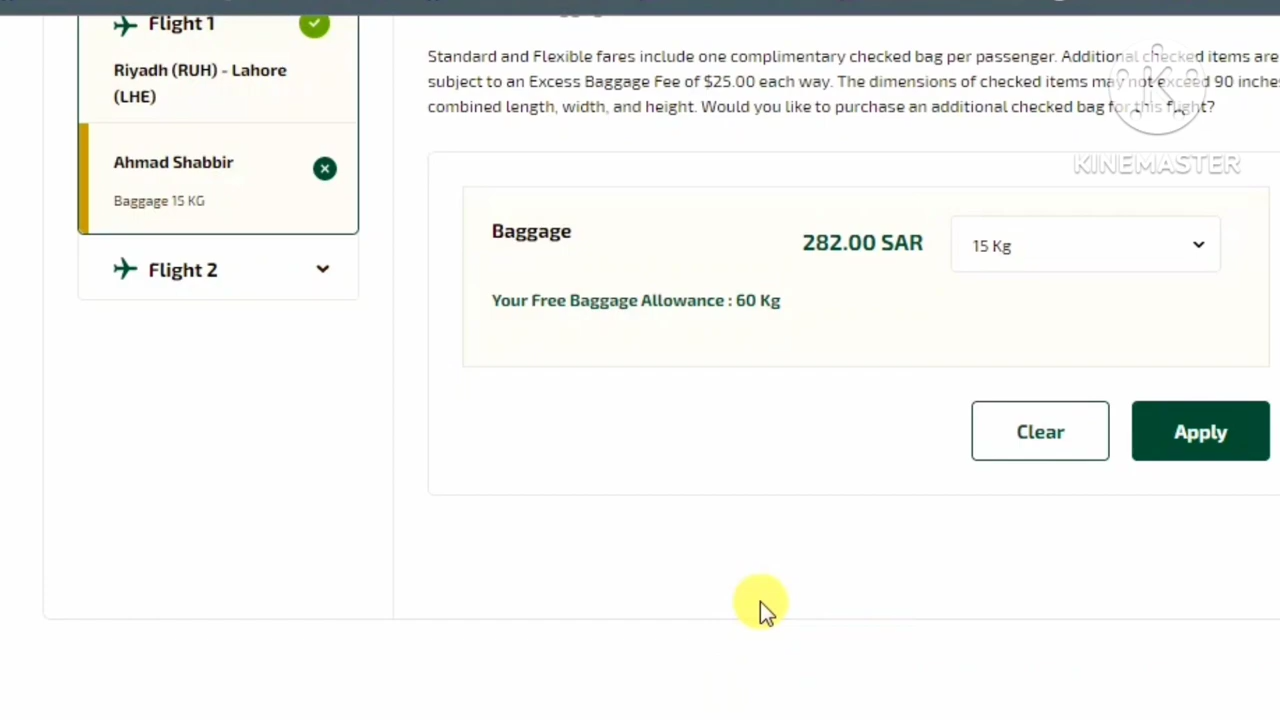 Flight 1
Riyadh (RUH) - Lahore
(LHE)
Ahmad Shabbir
Baggage 15 KG
Flight 2
Standard and Flexible fares include one complimentary checked bag per passenger. Additional checked items are
subject to an Excess Baggage Fee of $25.00 each way. The dimensions of checked items may not exceed 90 inches
combined length, width, and height. Would you like to purchase an additional checked bag for this flight?
KINEMASTER
Baggage
282.00 SAR
15 Kg
Your Free Baggage Allowance : 60 Kg
Clear
Apply